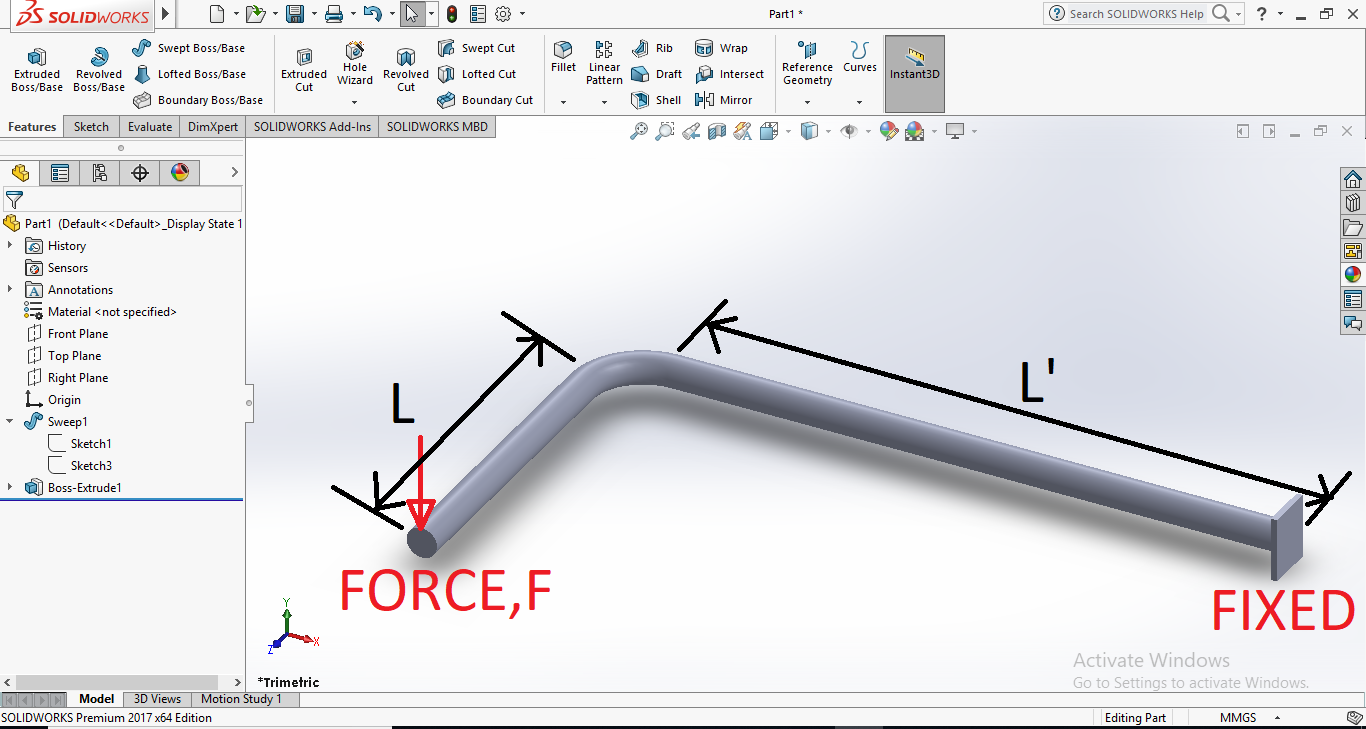 SOLIDWORKS
Part1 *
Search SOLIDWORKS Help
?
Extruded Boss/Base
Revolved Boss/Base
Swept Boss/Base
Lofted Boss/Base
Boundary Boss/Base
Extruded Cut
Hole Wizard
Revolved Cut
Swept Cut
Lofted Cut
Boundary Cut
Fillet
Linear Pattern
Rib
Draft
Shell
Wrap
Intersect
Mirror
Reference Geometry
Curves
Instant3D
Features
Sketch
Evaluate
DimXpert
SOLIDWORKS Add-Ins
SOLIDWORKS MBD
Part1 (Default<<Default>_Display State 1
History
Sensors
A Annotations
Material <not specified>
Front Plane
Top Plane
Right Plane
Origin
Sweep1
Sketch1
Sketch3
Boss-Extrude1
L
L'
FORCE,F
FIXED
Y
X
Z
*Trimetric
Activate Windows
Go to Settings to activate Windows.
Model
3D Views
Motion Study 1
SOLIDWORKS Premium 2017 x64 Edition
Editing Part
MMGS